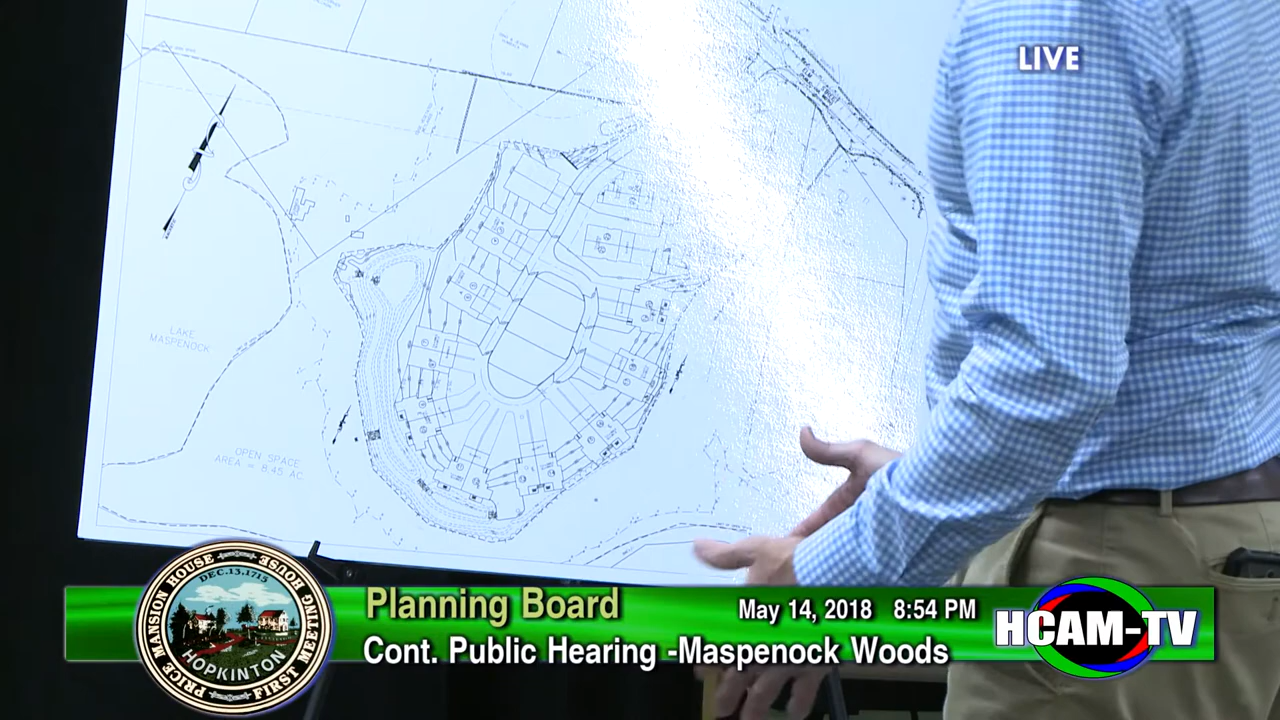 LIVE
LAKE
MASPENOCK
OPEN SPACE
AREA = 8.45 AC.
Planning Board
May 14, 2018 8:54 PM
Cont. Public Hearing -Maspenock Woods
HCAM-TV
PRICE MANSION HOUSE
FIRST MEETING HOUSE
DEC.13.1715
HOPKINTON